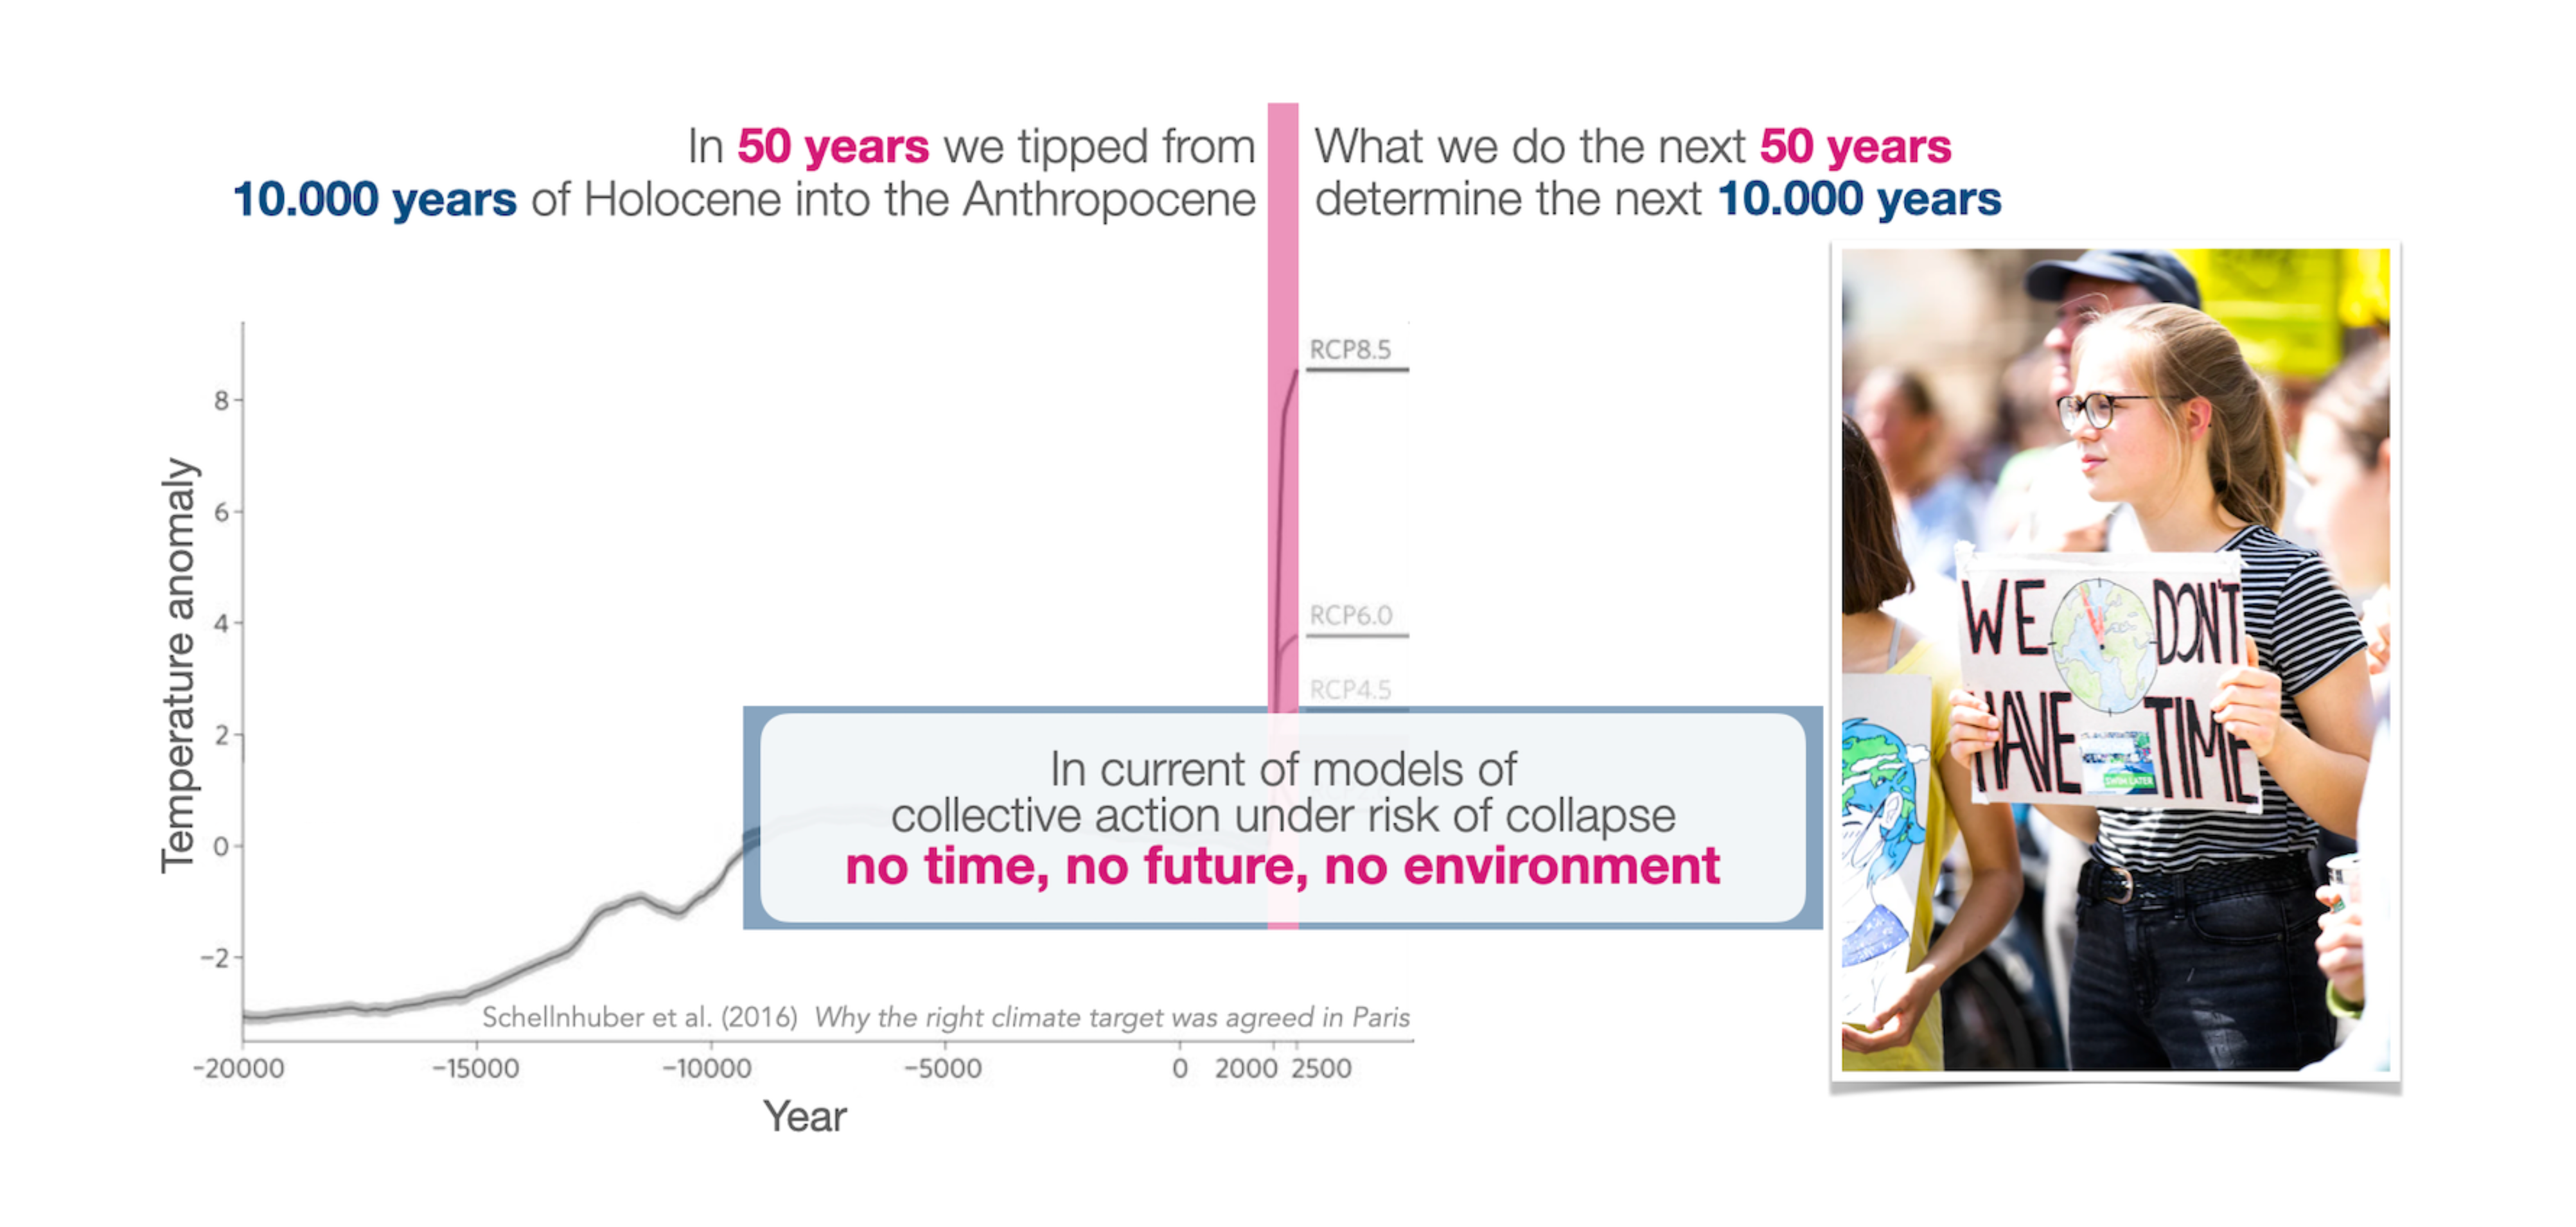 In 50 years we tipped from
10.000 years of Holocene into the Anthropocene
What we do the next 50 years
determine the next 10.000 years
RCP8.5
RCP6.0
RCP4.5
8
6
4
2
0
−2
Temperature anomaly
In current of models of
collective action under risk of collapse
no time, no future, no environment
Schellnhuber et al. (2016) Why the right climate target was agreed in Paris
−20000 −15000 −10000 −5000 0 2000 2500
Year
WE DON'T
HAVE TIME